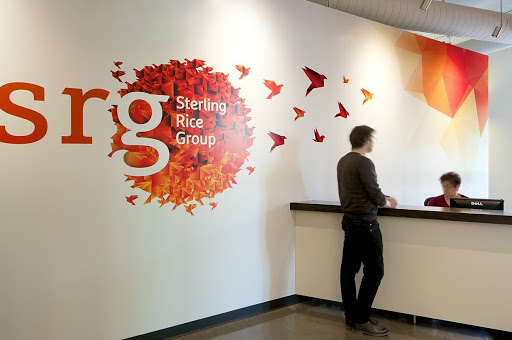 srg
Sterling
Rice
Group
DELL